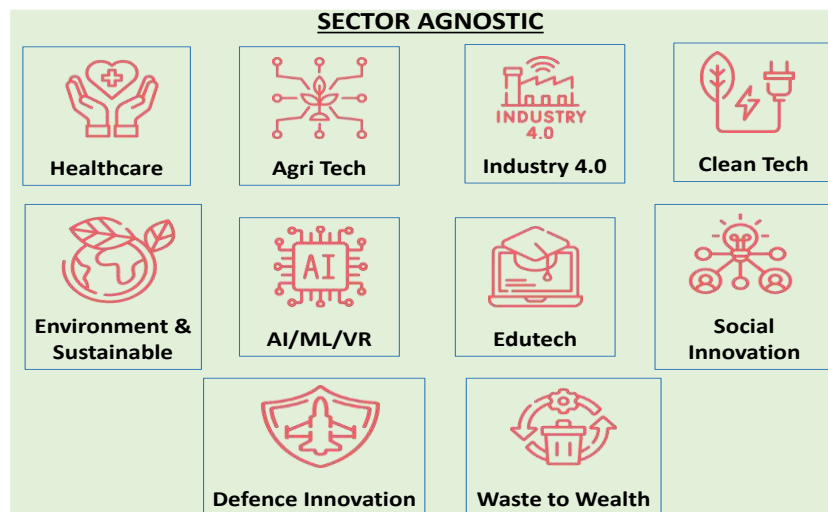 SECTOR AGNOSTIC
INDUSTRY
4.0
Healthcare
Agri Tech
Industry 4.0
Clean Tech
AI
Environment &
Sustainable
AI/ML/VR
Edutech
Social
Innovation
Defence Innovation
Waste to Wealth